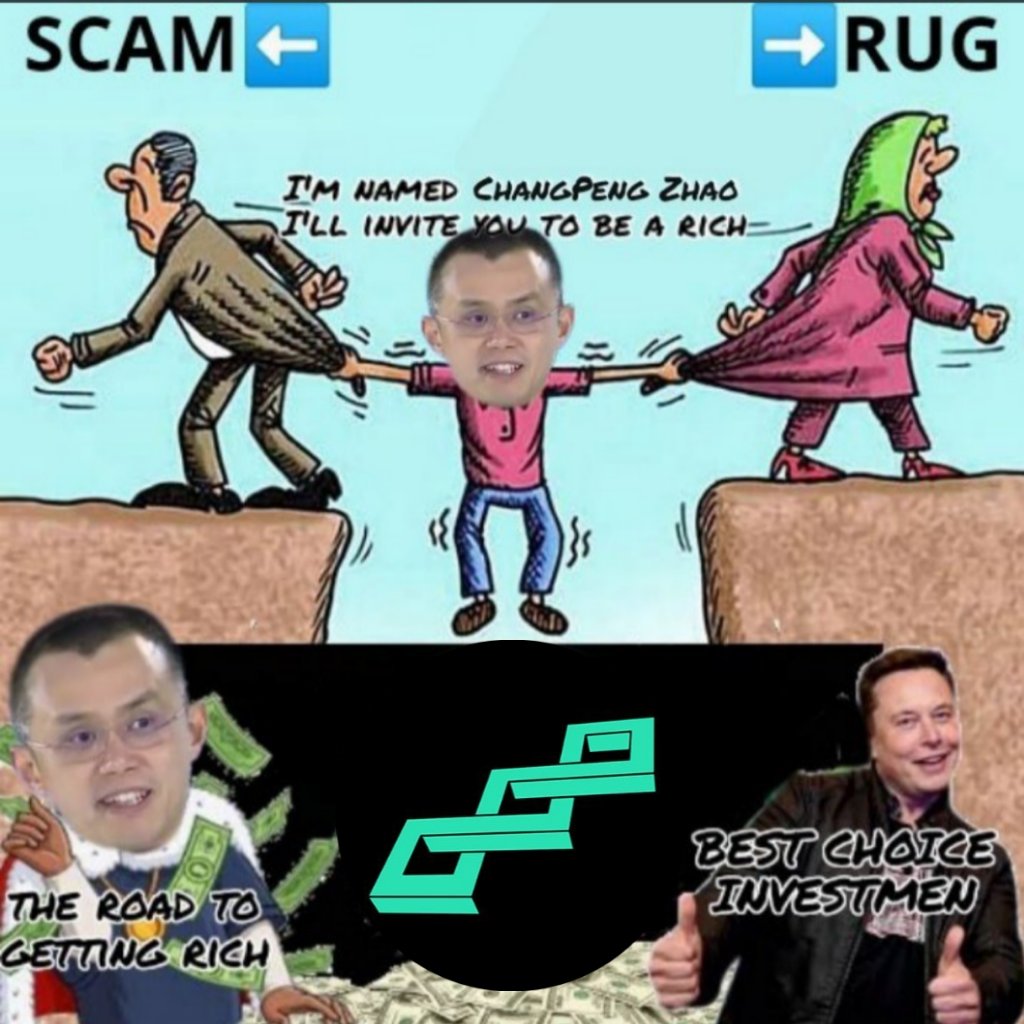 SCAM
RUG
I'M NAMED CHANGPENG ZHAO
I'LL INVITE YOU TO BE A RICH
THE ROAD TO
GETTING RICH
BEST CHOICE
INVESTMEN